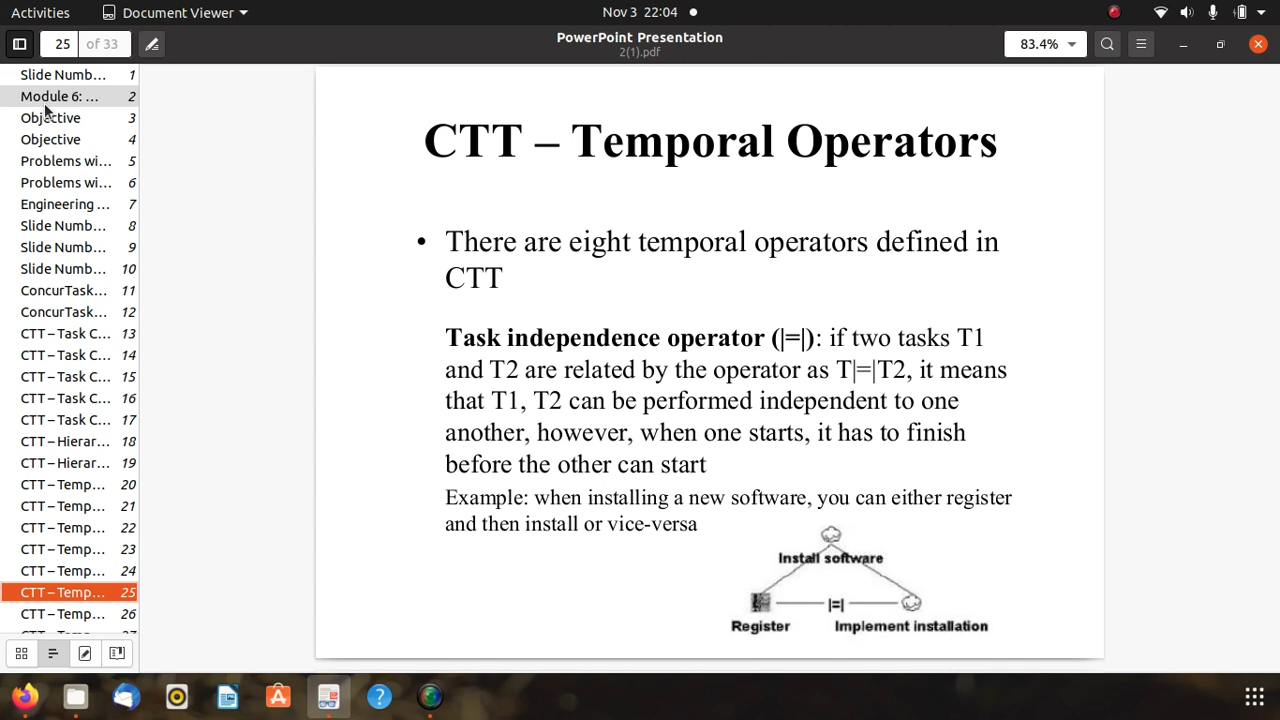 Activities
Document Viewer
Nov 3 22:04
25 of 33
PowerPoint Presentation
2(1).pdf
83.4%
Slide Numb... 1
Module 6: ... 2
Objective 3
Objective 4
Problems wi... 5
Problems wi... 6
Engineering ... 7
Slide Numb... 8
Slide Numb... 9
Slide Numb... 10
ConcurTask... 11
ConcurTask... 12
CTT – Task C... 13
CTT – Task C... 14
CTT – Task C... 15
CTT – Task C... 16
CTT – Task C... 17
CTT – Hierar... 18
CTT – Hierar... 19
CTT – Temp... 20
CTT – Temp... 21
CTT – Temp... 22
CTT – Temp... 23
CTT – Temp... 24
CTT – Temp... 25
CTT – Temp... 26
CTT – Temporal Operators
• There are eight temporal operators defined in
CTT
Task independence operator (|=|): if two tasks T1
and T2 are related by the operator as T|=|T2, it means
that T1, T2 can be performed independent to one
another, however, when one starts, it has to finish
before the other can start
Example: when installing a new software, you can either register
and then install or vice-versa
Install software
|=|
Register
Implement installation